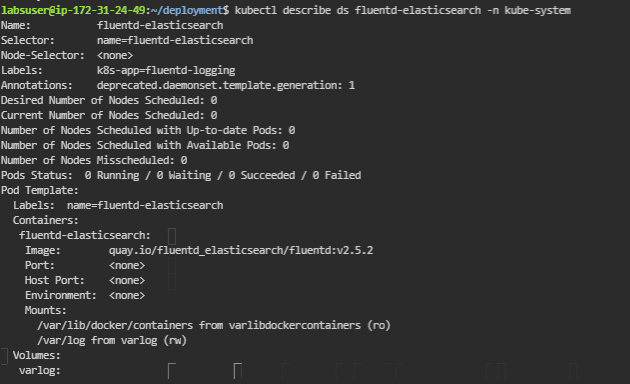 labsuser@ip-172-31-24-49:~/deployment$ kubectl describe ds fluentd-elasticsearch -n kube-system
Name:           fluentd-elasticsearch
Selector:       name=fluentd-elasticsearch
Node-Selector:  <none>
Labels:         k8s-app=fluentd-logging
Annotations:    deprecated.daemonset.template.generation: 1
Desired Number of Nodes Scheduled: 0
Current Number of Nodes Scheduled: 0
Number of Nodes Scheduled with Up-to-date Pods: 0
Number of Nodes Scheduled with Available Pods: 0
Number of Nodes Misscheduled: 0
Pods Status:  0 Running / 0 Waiting / 0 Succeeded / 0 Failed
Pod Template:
  Labels:  name=fluentd-elasticsearch
  Containers:
   fluentd-elasticsearch:
    Image:        quay.io/fluentd_elasticsearch/fluentd:v2.5.2
    Port:         <none>
    Host Port:    <none>
    Environment:  <none>
    Mounts:
      /var/lib/docker/containers from varlibdockercontainers (ro)
      /var/log from varlog (rw)
  Volumes:
   varlog: